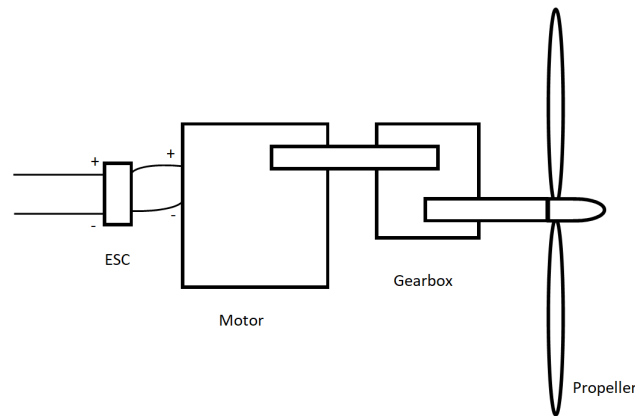 +
+
-
-
ESC
Gearbox
Motor
Propeller